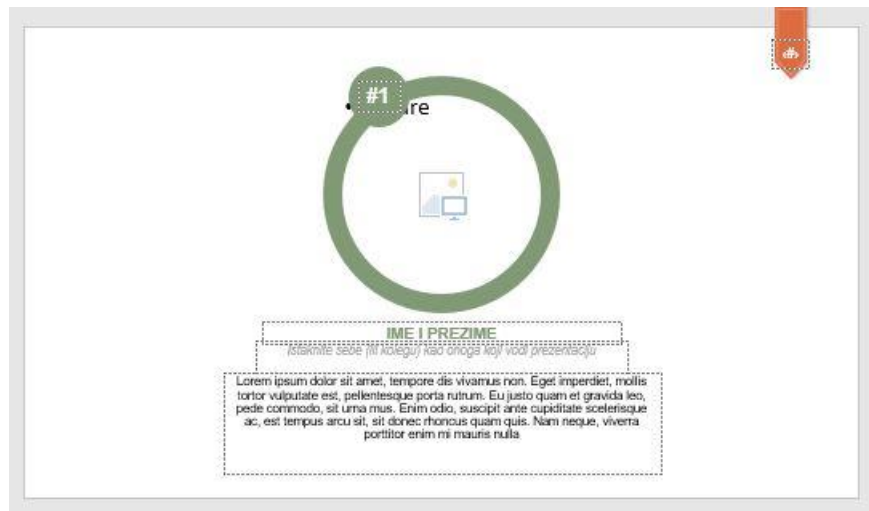 ‹#›
#1
re
IME I PREZIME
Istaknite sebe (ili kolegu) kao onoga koji vodi prezentaciju
Lorem ipsum dolor sit amet, tempore dis vivamus non. Eget imperdiet, mollis
tortor vulputate est, pellentesque porta rutrum. Eu justo quam et gravida leo,
pede commodo, sit urna mus. Enim odio, suscipit ante cupiditate scelerisque
ac, est tempus arcu sit, sit donec rhoncus quam quis. Nam neque, viverra
porttitor enim mi mauris nulla